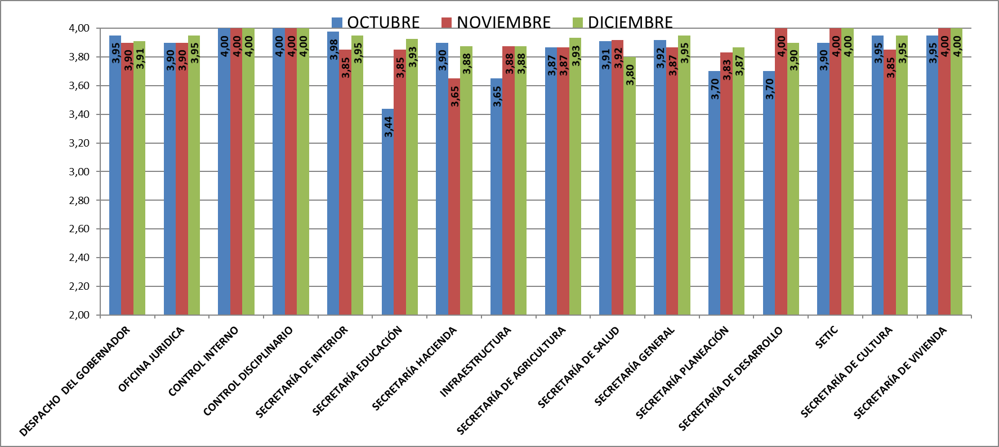 OCTUBRE NOVIEMBRE DICIEMBRE
4,00
3,80
3,60
3,40
3,20
3,00
2,80
2,60
2,40
2,20
2,00
3,95 3,90 3,91
3,90 3,90 3,95
4,00 4,00 4,00
4,00 4,00 4,00
3,98 3,85 3,95
3,44 3,85 3,93
3,90 3,65 3,88
3,65 3,88 3,88
3,87 3,87 3,93
3,91 3,92 3,80
3,92 3,87 3,95
3,70 3,83 3,87
3,70 4,00 3,90
3,90 4,00 4,00
3,95 3,85 3,95
3,95 4,00 4,00
DESPACHO DEL GOBERNADOR
OFICINA JURIDICA
CONTROL INTERNO
CONTROL DISCIPLINARIO
SECRETARÍA DE INTERIOR
SECRETARÍA EDUCACIÓN
SECRETARÍA HACIENDA
INFRAESTRUCTURA
SECRETARÍA DE AGRICULTURA
SECRETARÍA DE SALUD
SECRETARÍA GENERAL
SECRETARÍA PLANEACIÓN
SECRETARÍA DE DESARROLLO
SETIC
SECRETARÍA DE CULTURA
SECRETARÍA DE VIVIENDA